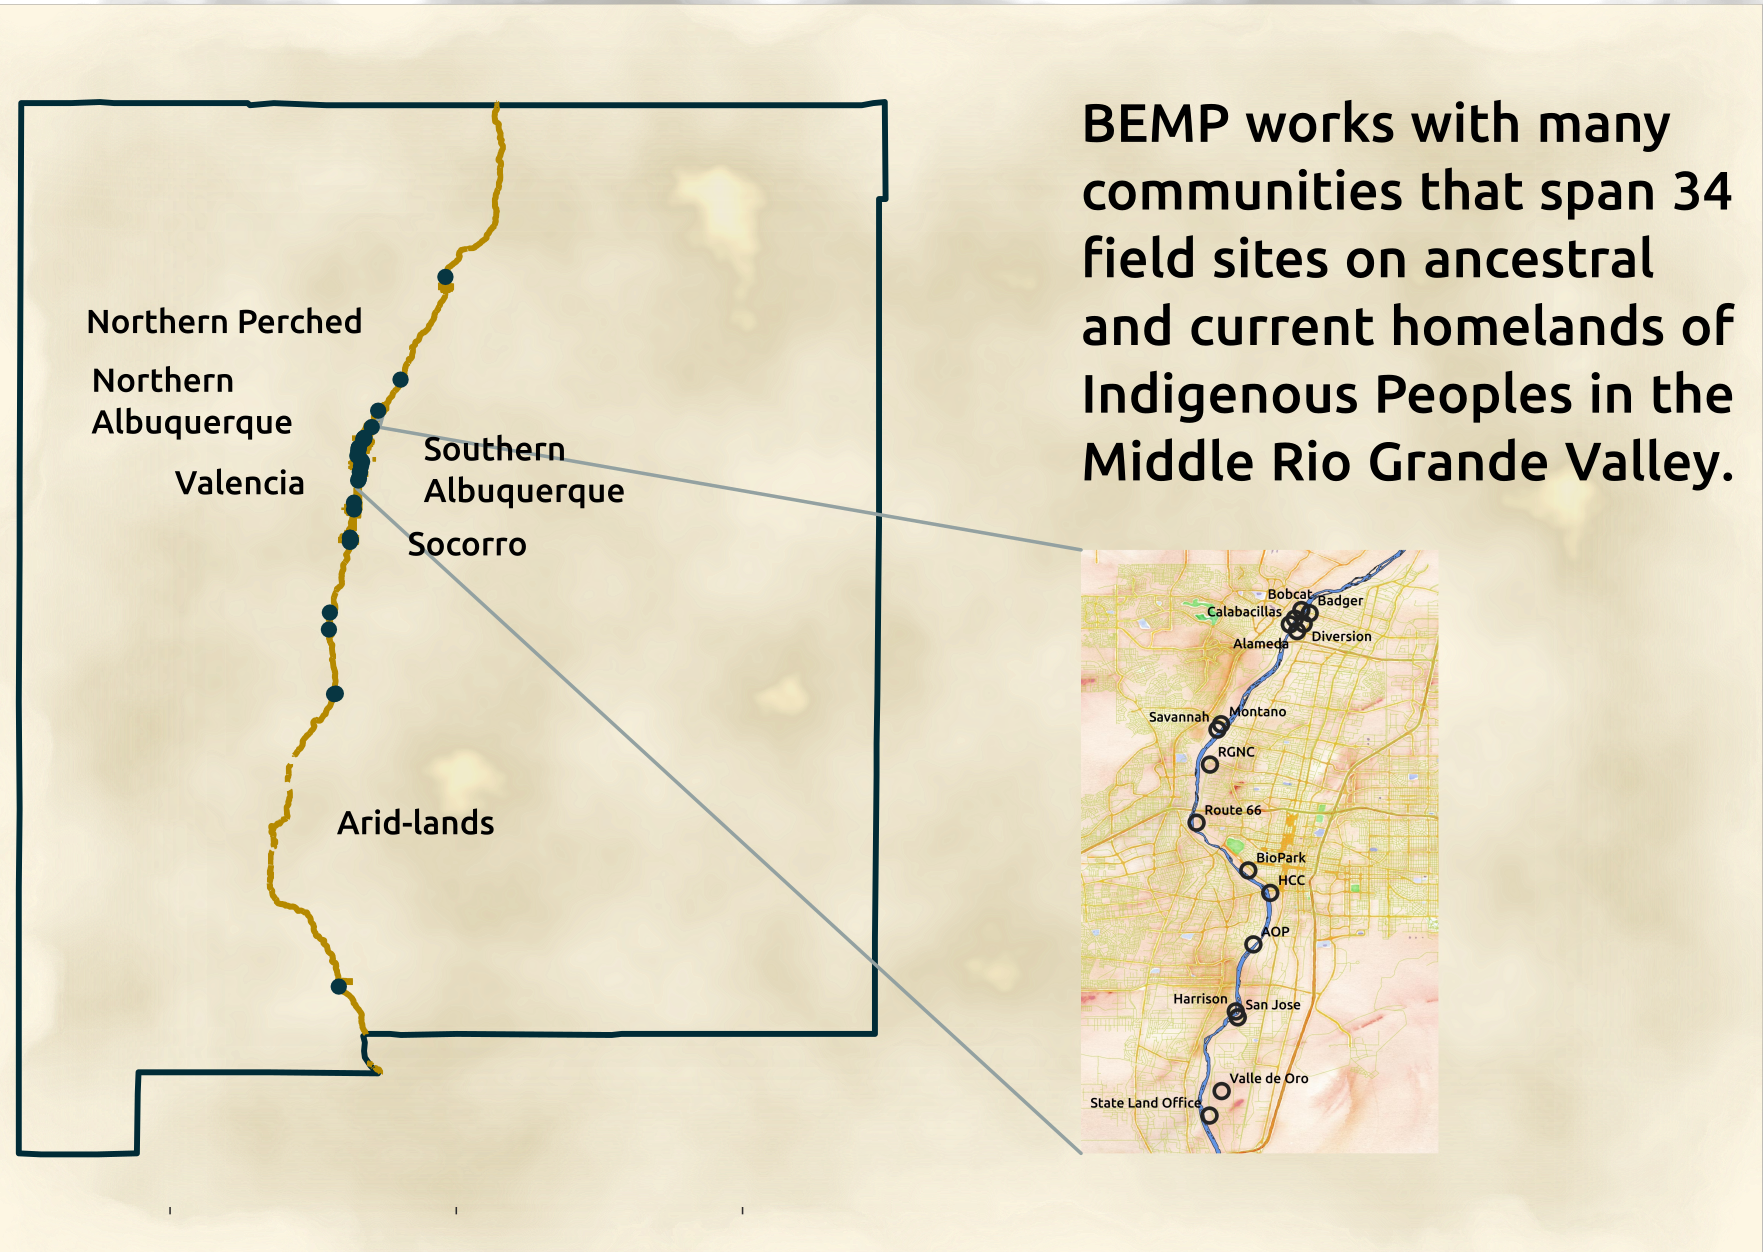 BEMP works with many
communities that span 34
field sites on ancestral
and current homelands of
Indigenous Peoples in the
Middle Rio Grande Valley.
Northern Perched
Northern
Albuquerque
Southern
Albuquerque
Valencia
Socorro
Arid-lands
Bobcat
Badger
Calabacillas
Diversion
Alameda
Montano
Savannah
RGNC
Route 66
BioPark
HCC
AOP
Harrison
San Jose
Valle de Oro
State Land Office